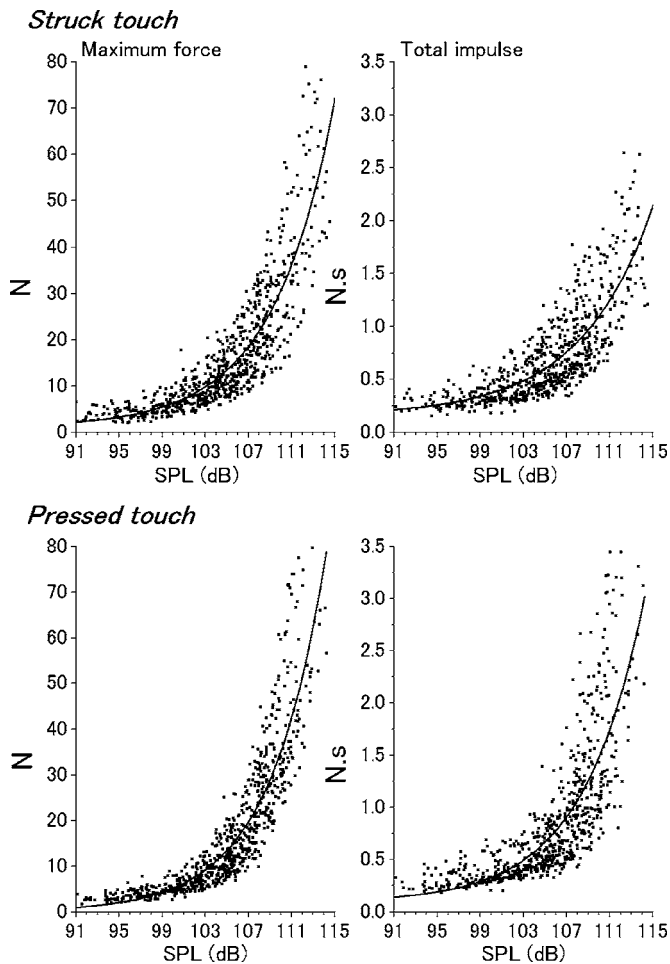 Struck touch
Maximum force
80
70
60
50
40
30
20
10
0
N
91 95 99 103 107 111 115
SPL (dB)
Total impulse
3.5
3.0
2.5
2.0
1.5
1.0
0.5
0.0
N.s
91 95 99 103 107 111 115
SPL (dB)
Pressed touch
80
70
60
50
40
30
20
10
0
N
91 95 99 103 107 111 115
SPL (dB)
3.5
3.0
2.5
2.0
1.5
1.0
0.5
0.0
N.s
91 95 99 103 107 111 115
SPL (dB)